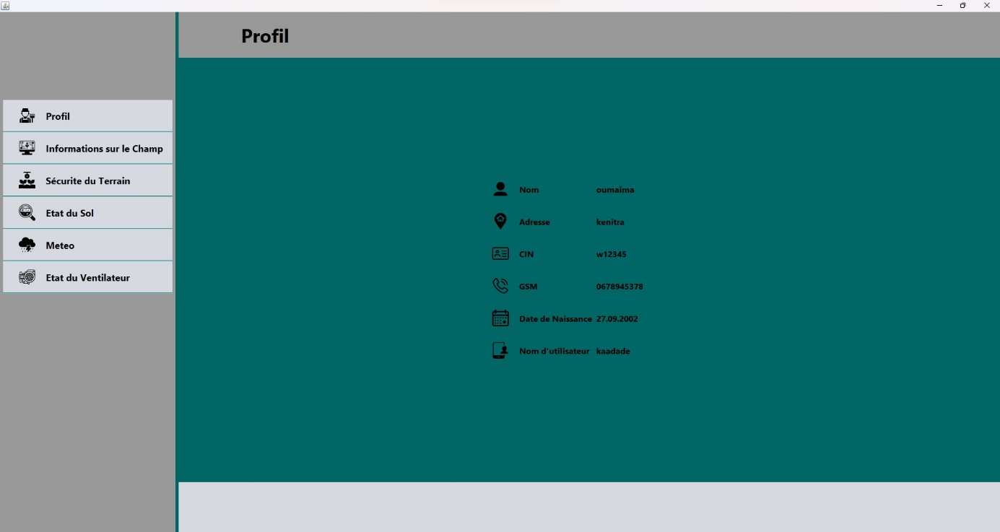 Profil
Profil
Informations sur le Champ
Sécurite du Terrain
Etat du Sol
Meteo
Etat du Ventilateur
Nom oumaima
Adresse kenitra
CIN w12345
GSM 0678945378
Date de Naissance 27.09.2002
Nom d'utilisateur kaadade